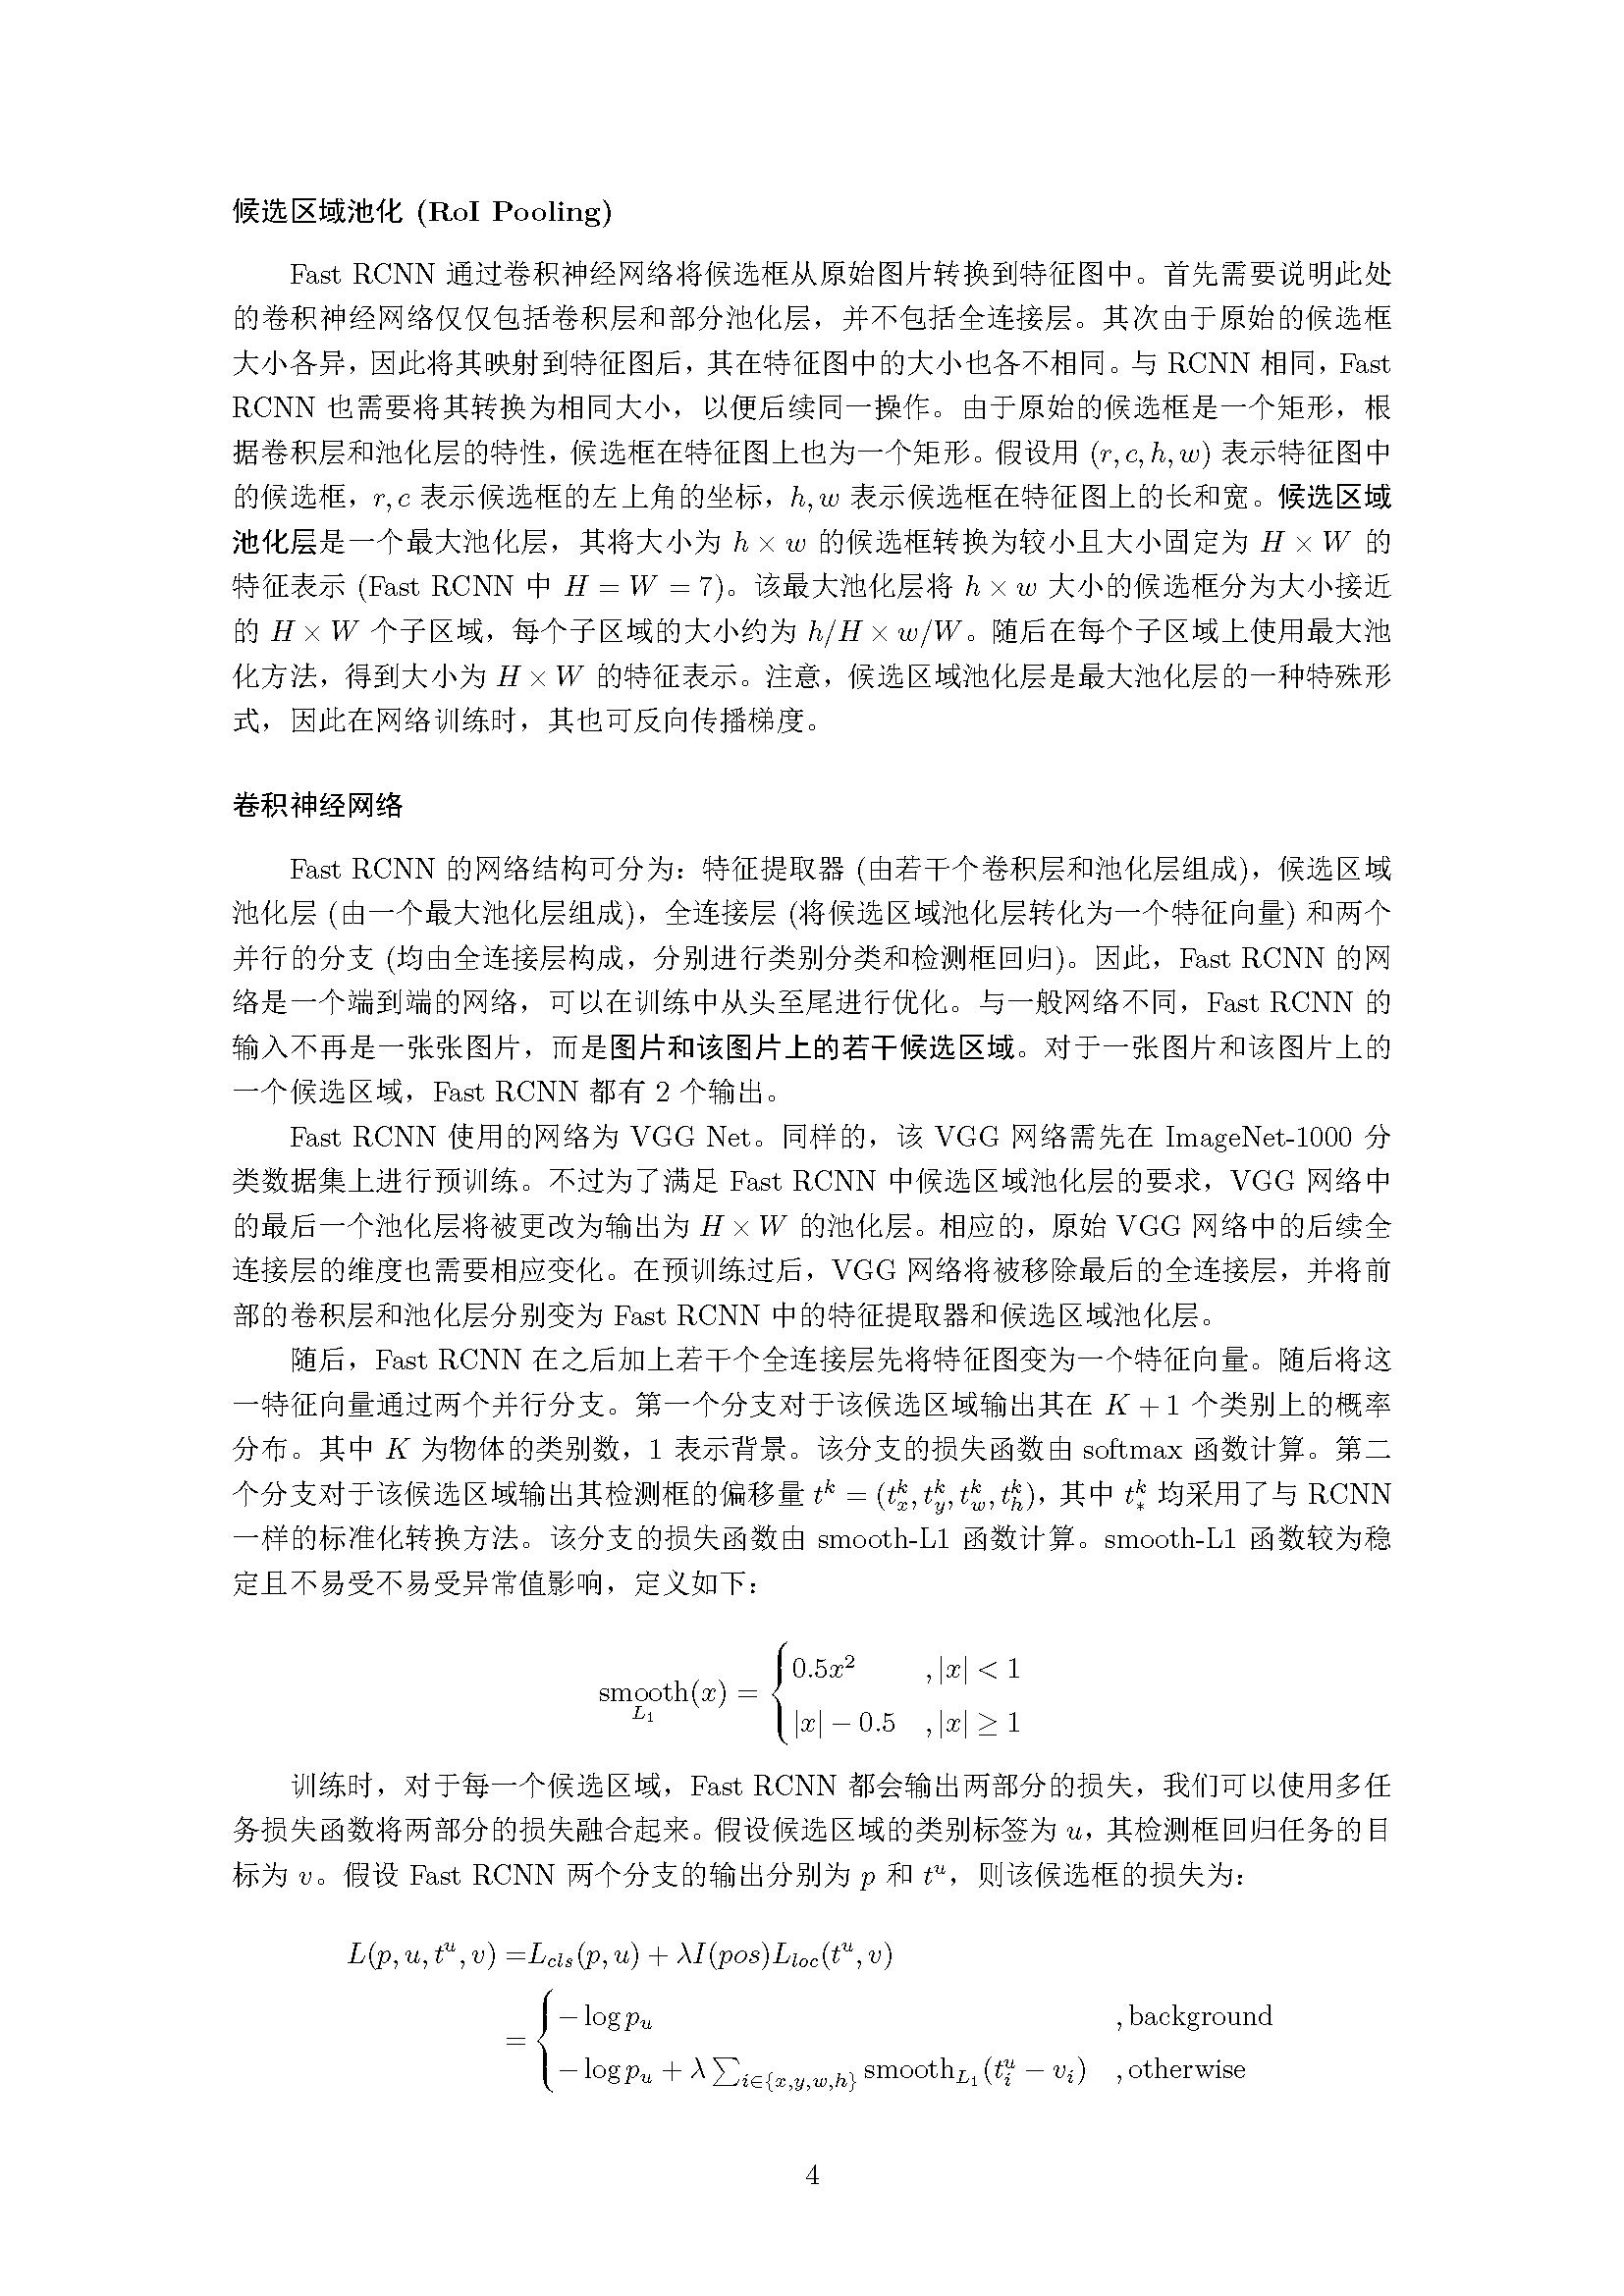 候选区域池化 (RoI Pooling)
Fast RCNN 通过卷积神经网络将候选框从原始图片转换到特征图中。首先需要说明此处
的卷积神经网络仅仅包括卷积层和部分池化层，并不包括全连接层。其次由于原始的候选框
大小各异，因此将其映射到特征图后，其在特征图中的大小也各不相同。与 RCNN 相同，Fast
RCNN 也需要将其转换为相同大小，以便后续同一操作。由于原始的候选框是一个矩形，根
据卷积层和池化层的特性，候选框在特征图上也为一个矩形。假设用 (r, c, h, w) 表示特征图中
的候选框，r, c 表示候选框的左上角的坐标，h, w 表示候选框在特征图上的长和宽。候选区域
池化层是一个最大池化层，其将大小为 h × w 的候选框转换为较小且大小固定为 H × W 的
特征表示 (Fast RCNN 中 H = W = 7)。该最大池化层将 h × w 大小的候选框分为大小接近
的 H × W 个子区域，每个子区域的大小约为 h/H × w/W。随后在每个子区域上使用最大池
化方法，得到大小为 H × W 的特征表示。注意，候选区域池化层是最大池化层的一种特殊形
式，因此在网络训练时，其也可反向传播梯度。
卷积神经网络
Fast RCNN 的网络结构可分为：特征提取器 (由若干个卷积层和池化层组成)，候选区域
池化层 (由一个最大池化层组成)，全连接层 (将候选区域池化层转化为一个特征向量) 和两个
并行的分支 (均由全连接层构成，分别进行类别分类和检测框回归)。因此，Fast RCNN 的网
络是一个端到端的网络，可以在训练中从头至尾进行优化。与一般网络不同，Fast RCNN 的
输入不再是一张张图片，而是图片和该图片上的若干候选区域。对于一张图片和该图片上的
一个候选区域，Fast RCNN 都有 2 个输出。
Fast RCNN 使用的网络为 VGG Net。同样的，该 VGG 网络需先在 ImageNet-1000 分
类数据集上进行预训练。不过为了满足 Fast RCNN 中候选区域池化层的要求，VGG 网络中
的最后一个池化层将被更改为输出为 H × W 的池化层。相应的，原始 VGG 网络中的后续全
连接层的维度也需要相应变化。在预训练过后，VGG 网络将被移除最后的全连接层，并将前
部的卷积层和池化层分别变为 Fast RCNN 中的特征提取器和候选区域池化层。
随后，Fast RCNN 在之后加上若干个全连接层先将特征图变为一个特征向量。随后将这
一特征向量通过两个并行分支。第一个分支对于该候选区域输出其在 K + 1 个类别上的概率
分布。其中 K 为物体的类别数，1 表示背景。该分支的损失函数由 softmax 函数计算。第二
个分支对于该候选区域输出其检测框的偏移量 t^k = (t_x^k, t_y^k, t_w^k, t_h^k)，其中 t_*^k 均采用了与 RCNN
一样的标准化转换方法。该分支的损失函数由 smooth-L1 函数计算。smooth-L1 函数较为稳
定且不易受不易受异常值影响，定义如下：
smooth_{L_1}(x) = { 0.5x^2 , |x| < 1
|x| − 0.5 , |x| ≥ 1
训练时，对于每一个候选区域，Fast RCNN 都会输出两部分的损失，我们可以使用多任
务损失函数将两部分的损失融合起来。假设候选区域的类别标签为 u，其检测框回归任务的目
标为 v。假设 Fast RCNN 两个分支的输出分别为 p 和 t^u，则该候选框的损失为：
L(p, u, t^u, v) =L_{cls}(p, u) + λI(pos)L_{loc}(t^u, v)
= { − log p_u , background
− log p_u + λ ∑_{i∈{x,y,w,h}} smooth_{L_1}(t_i^u − v_i) , otherwise
4